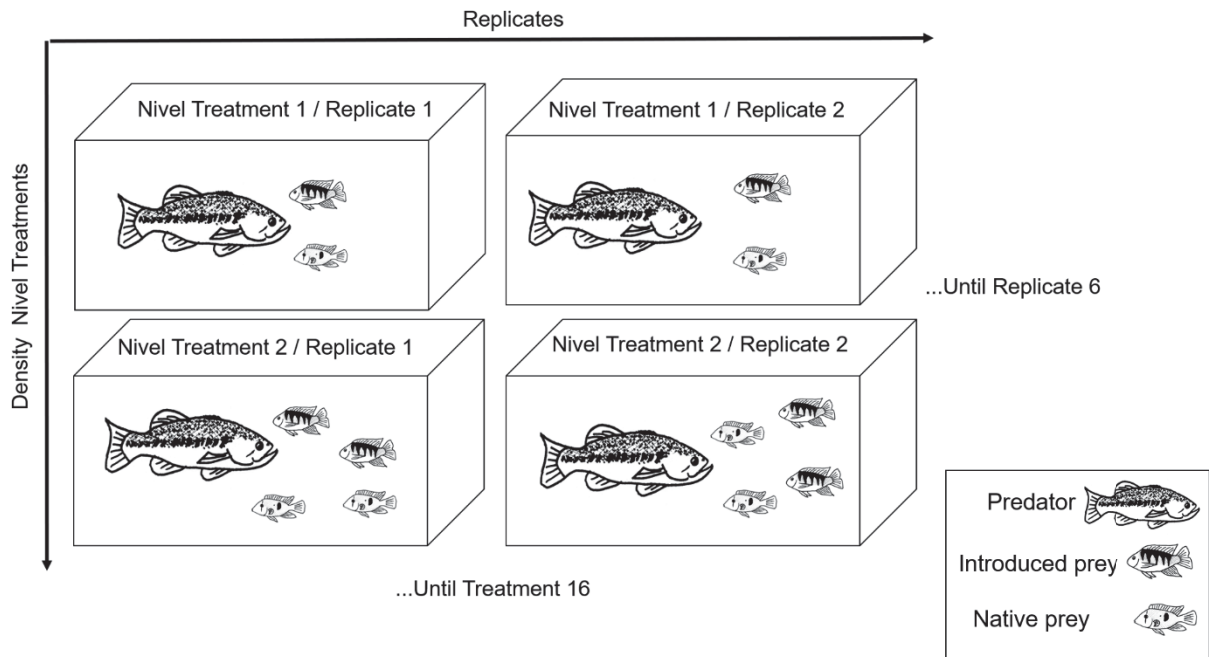 Replicates
Density Nivel Treatments
Nivel Treatment 1 / Replicate 1
Nivel Treatment 1 / Replicate 2
...Until Replicate 6
Nivel Treatment 2 / Replicate 1
Nivel Treatment 2 / Replicate 2
...Until Treatment 16
Predator
Introduced prey
Native prey